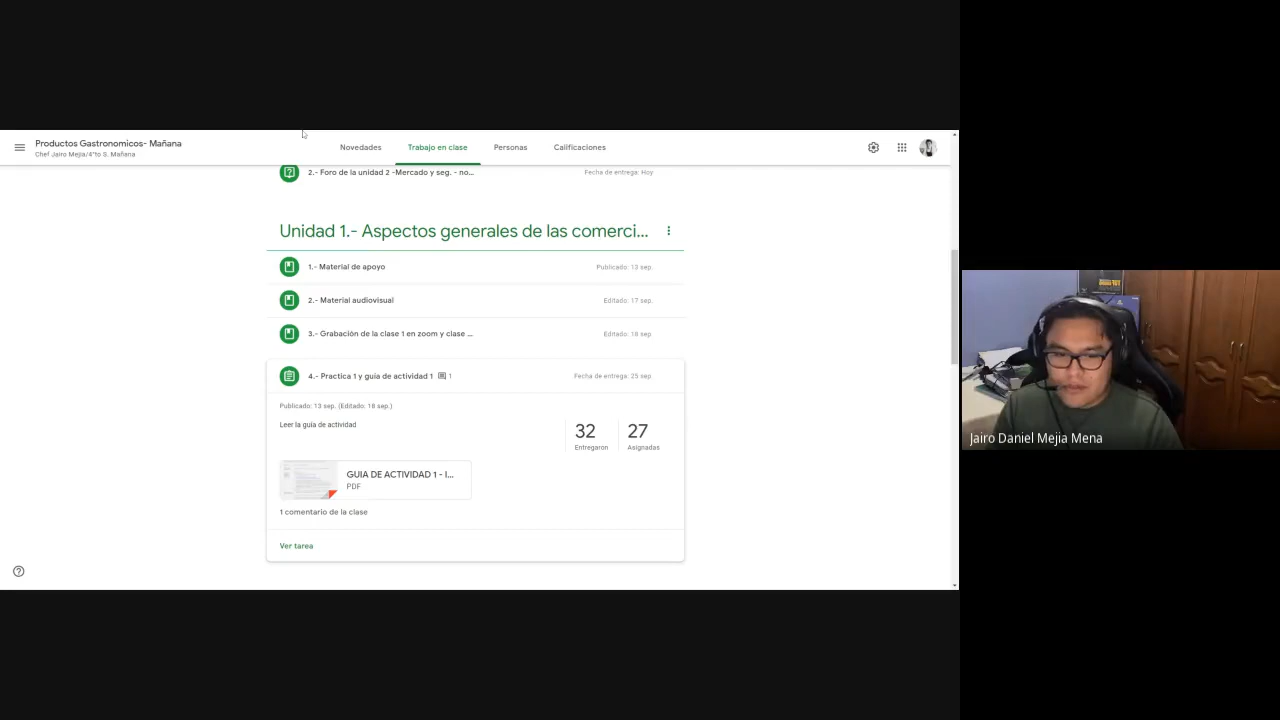 Productos Gastronomicos- Mañana
Chef Jairo Mejia/4°to S. Mañana
Novedades
Trabajo en clase
Personas
Calificaciones
2.- Foro de la unidad 2 -Mercado y seg. - no...
Fecha de entrega: Hoy
Unidad 1.- Aspectos generales de las comerci...
1.- Material de apoyo
Publicado: 13 sep.
2.- Material audiovisual
Editado: 17 sep.
3.- Grabación de la clase 1 en zoom y clase ...
Editado: 18 sep.
4.- Practica 1 y guía de actividad 1
1
Fecha de entrega: 25 sep.
Publicado: 13 sep. (Editado: 18 sep.)
Leer la guía de actividad
32
Entregaron
27
Asignadas
GUIA DE ACTIVIDAD 1 - I...
PDF
1 comentario de la clase
Ver tarea
Jairo Daniel Mejia Mena